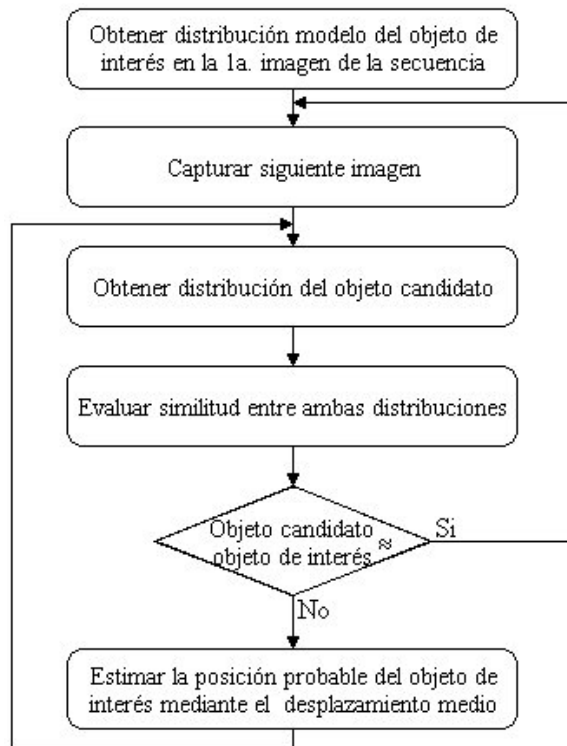 Obtener distribución modelo del objeto de
interés en la 1a. imagen de la secuencia
Capturar siguiente imagen
Obtener distribución del objeto candidato
Evaluar similitud entre ambas distribuciones
Objeto candidato ≈
objeto de interés
Si
No
Estimar la posición probable del objeto de
interés mediante el desplazamiento medio